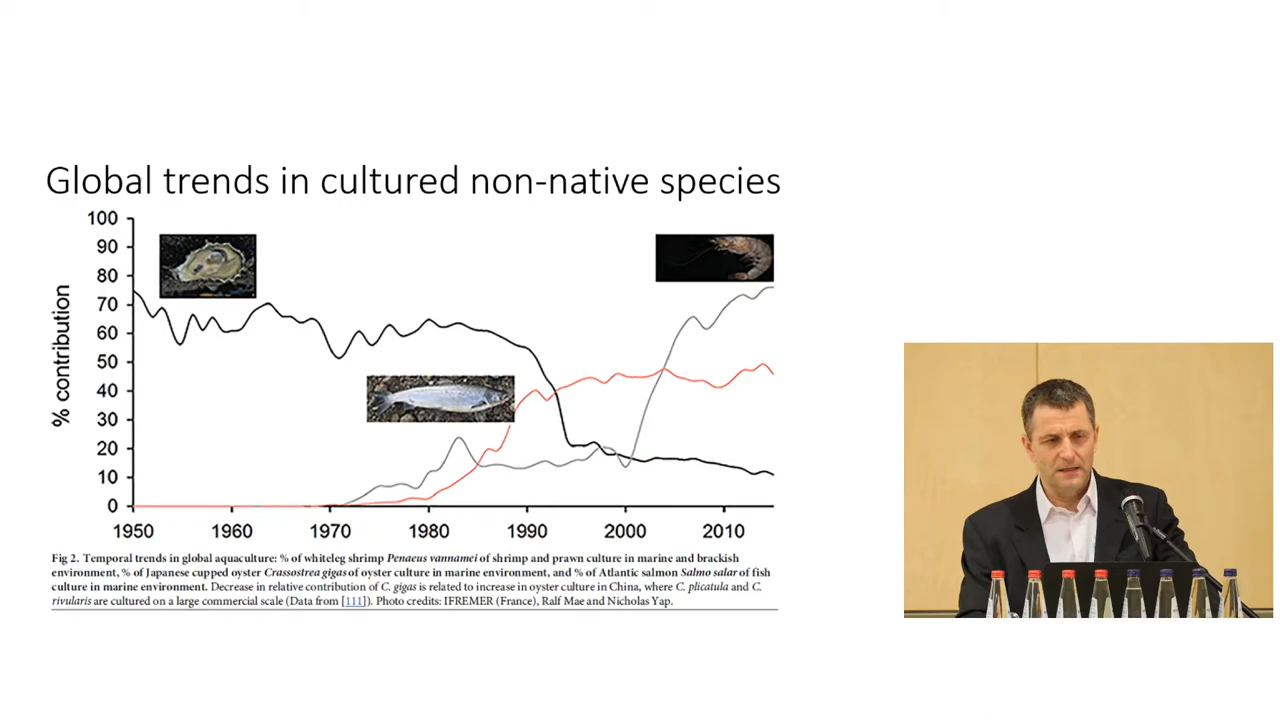 Global trends in cultured non-native species
% contribution
100
90
80
70
60
50
40
30
20
10
0
1950 1960 1970 1980 1990 2000 2010
Fig 2. Temporal trends in global aquaculture: % of whiteleg shrimp Penaeus vannamei of shrimp and prawn culture in marine and brackish
environment, % of Japanese cupped oyster Crassostrea gigas of oyster culture in marine environment, and % of Atlantic salmon Salmo salar of fish
culture in marine environment. Decrease in relative contribution of C. gigas is related to increase in oyster culture in China, where C. plicatula and C.
rivularis are cultured on a large commercial scale (Data from [111]). Photo credits: IFREMER (France), Ralf Mae and Nicholas Yap.